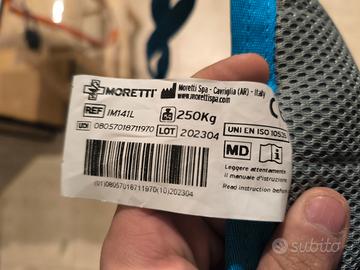 MORETTI
Moretti Spa - Cavriglia (AR) - Italy
www.morettispa.com
REF IM141L
250Kg
UDI 08057018711970
LOT 202304
UNI EN ISO 10535
MD
(01)08057018711970(10)202304
Leggere attentamente
il manuale d'istruzioni
Read instruction before
subito